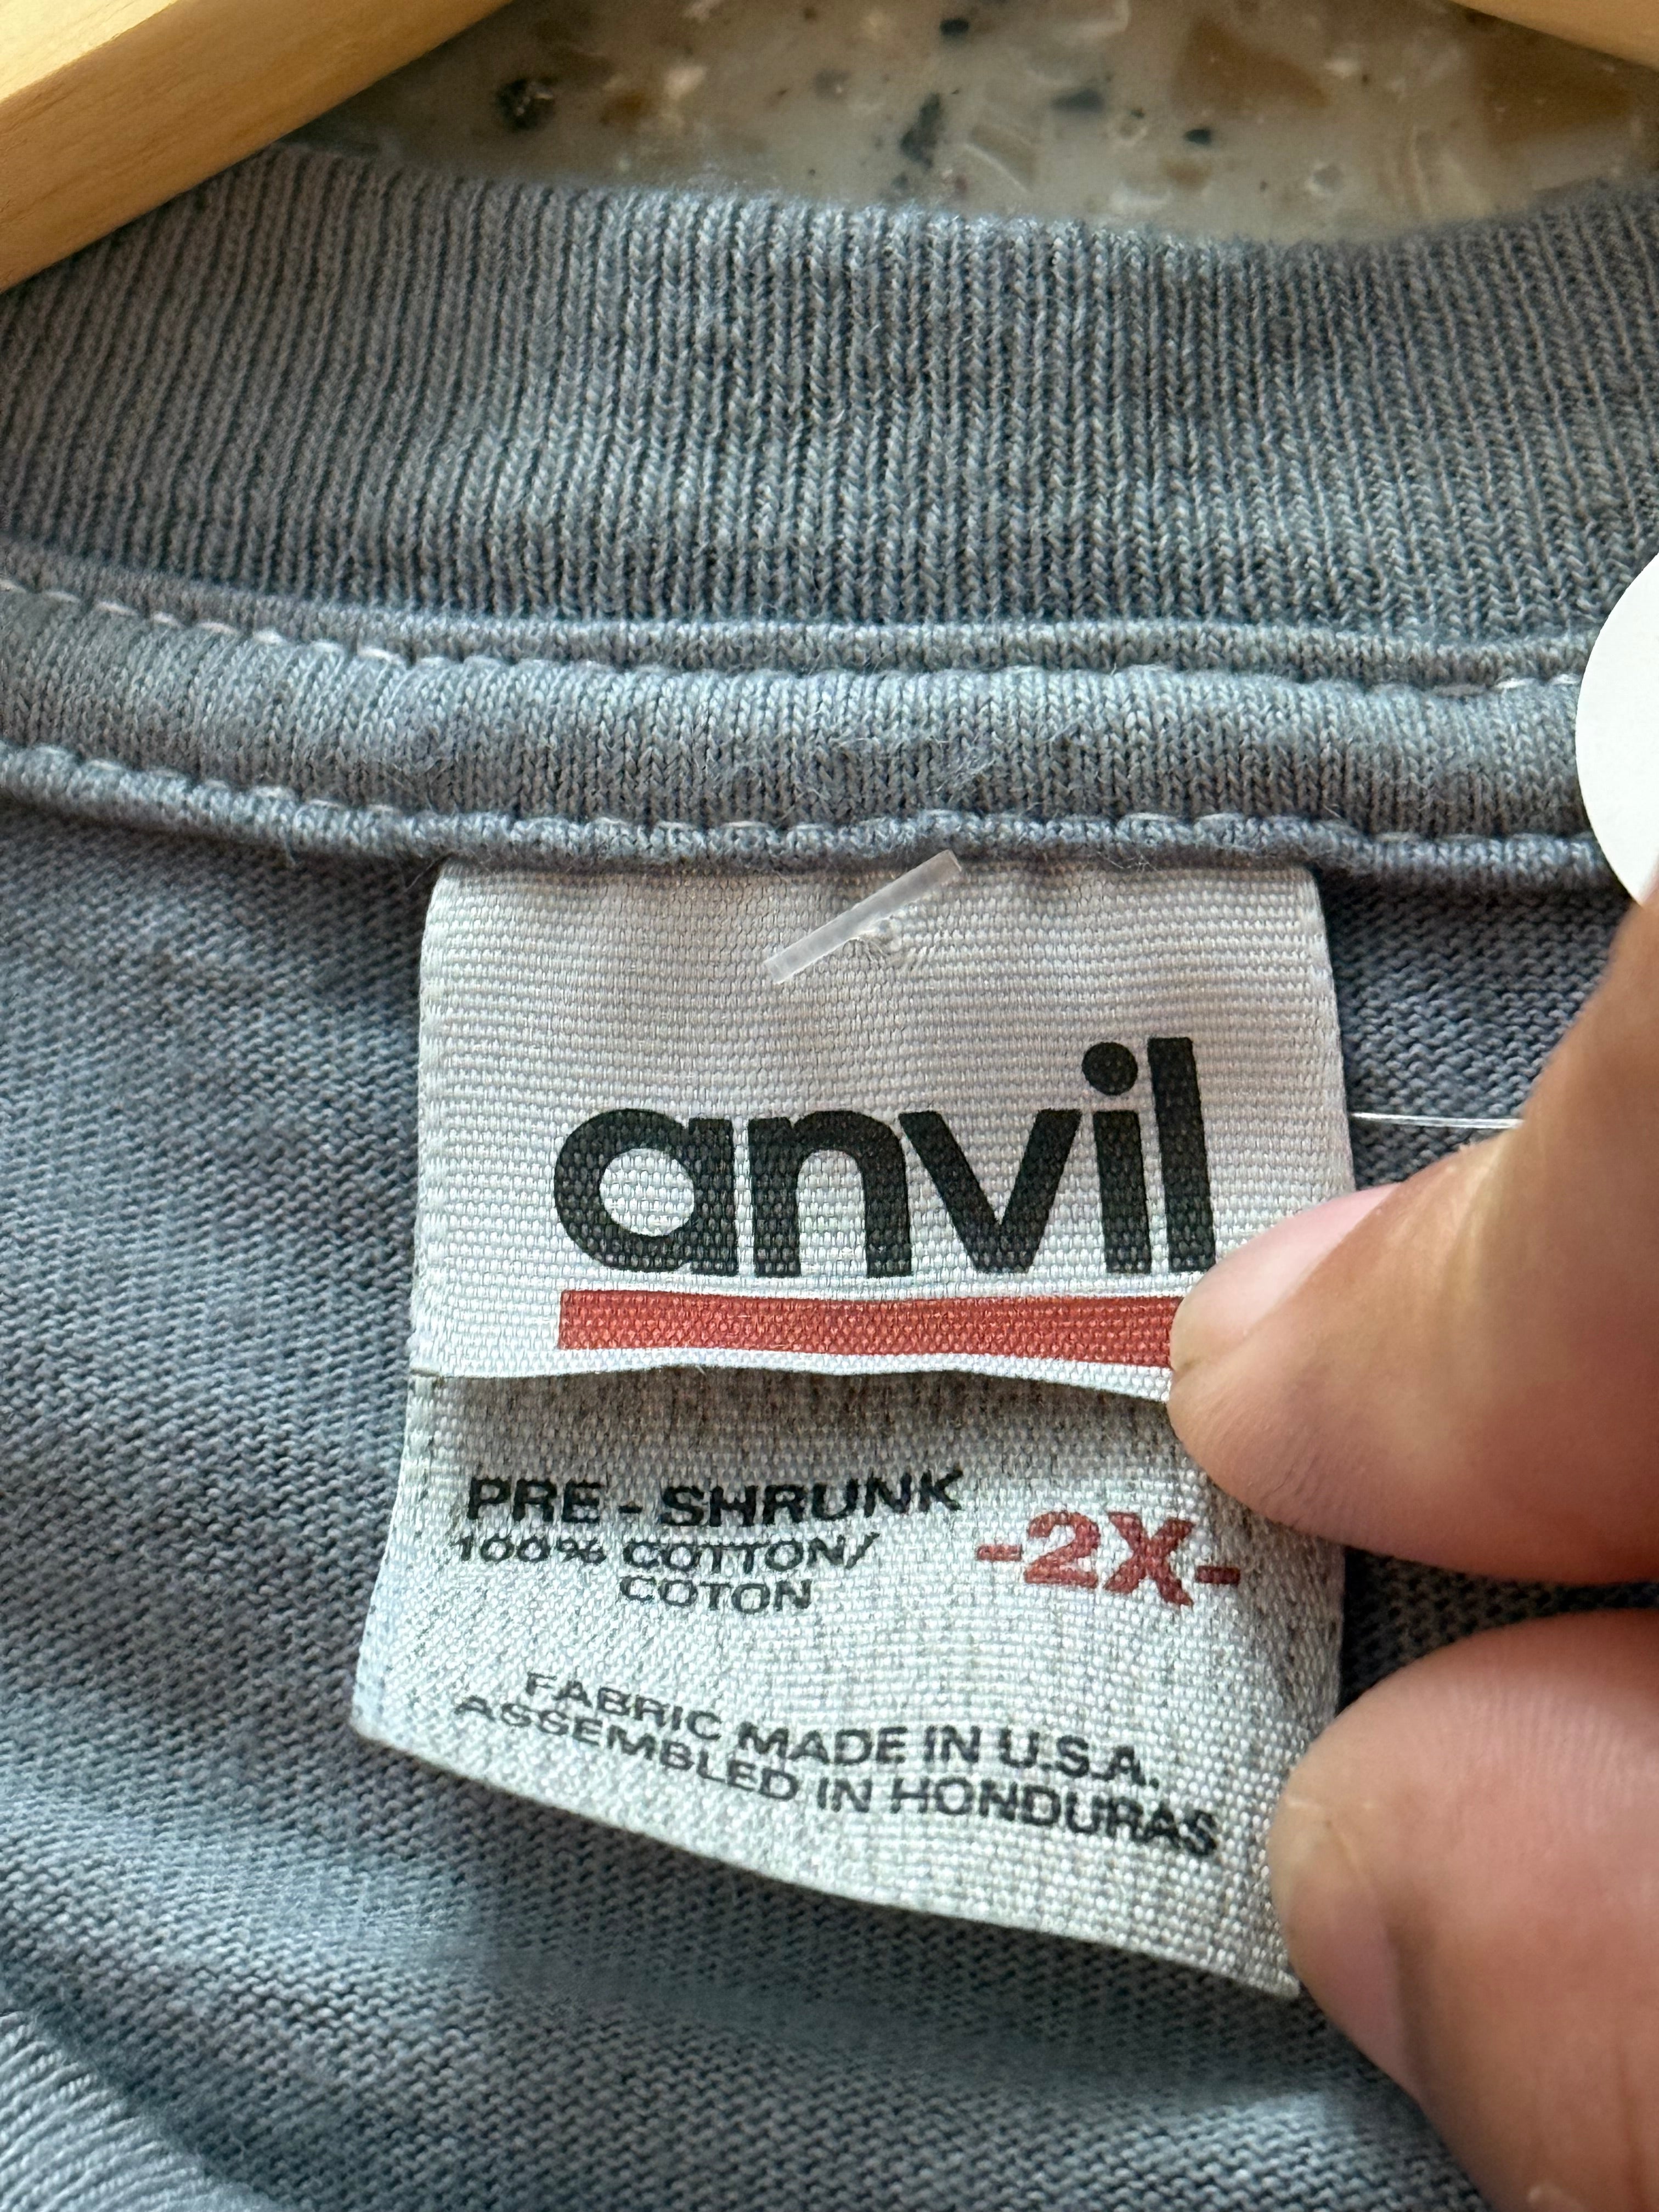 anvil
PRE-SHRUNK
100% COTTON/
COTON
-2X-
FABRIC MADE IN U.S.A.
ASSEMBLED IN HONDURAS